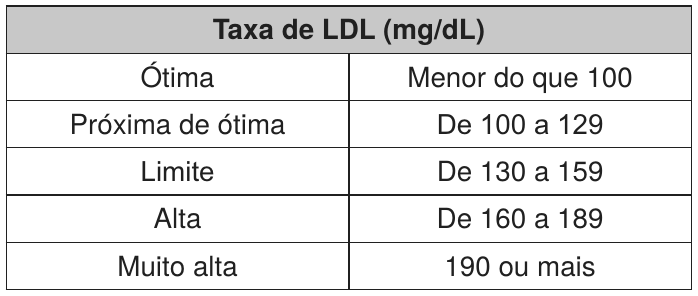 Taxa de LDL (mg/dL)
Ótima Menor do que 100
Próxima de ótima De 100 a 129
Limite De 130 a 159
Alta De 160 a 189
Muito alta 190 ou mais